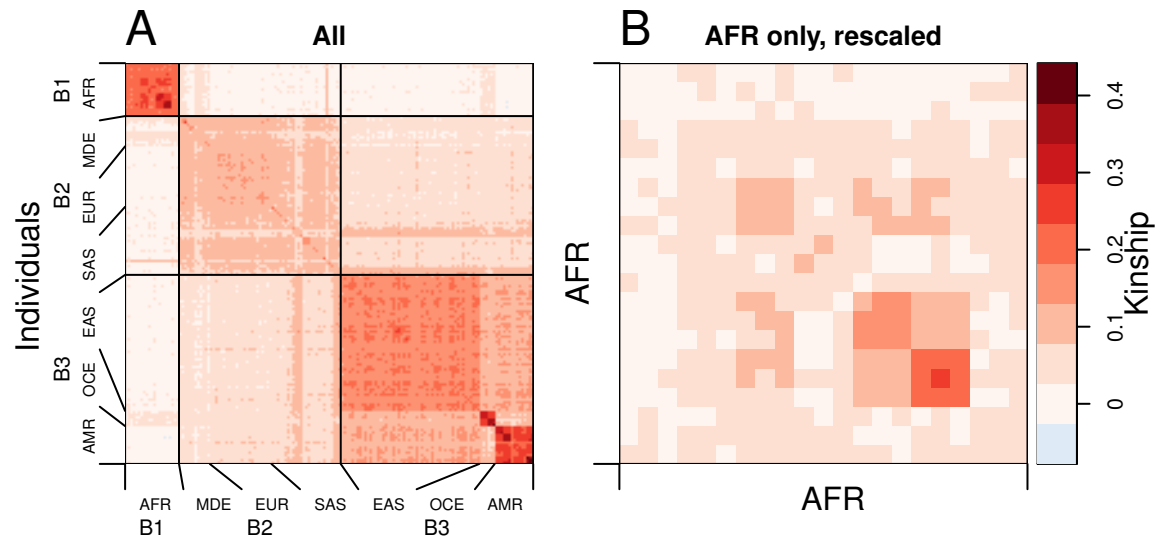 A
All
B
AFR only, rescaled
Individuals
B1
B2
B3
AFR
MDE
EUR
SAS
EAS
OCE
AMR
AFR
MDE
EUR
SAS
EAS
OCE
AMR
B1
B2
B3
AFR
AFR
0.4
0.3
0.2
0.1
0
Kinship